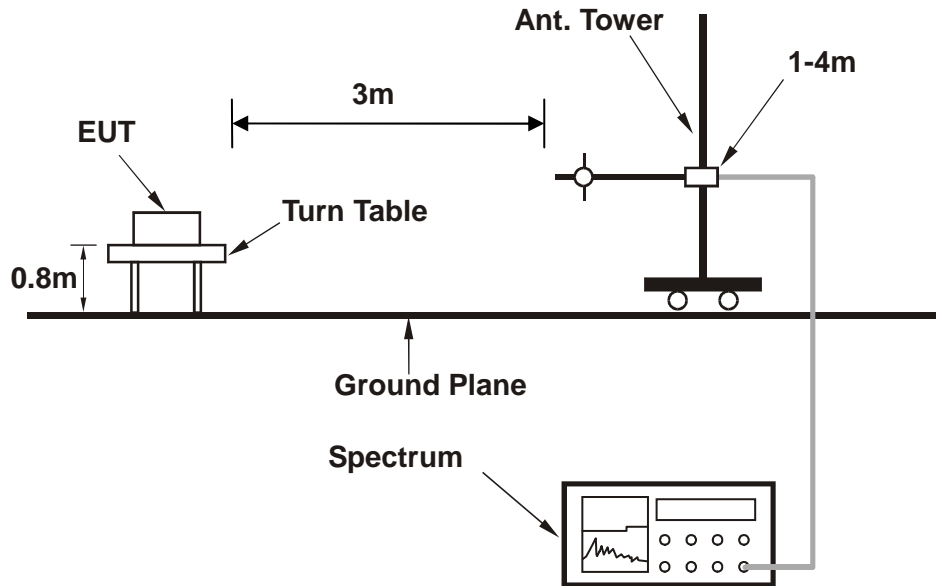 Ant. Tower
1-4m
3m
EUT
Turn Table
0.8m
Ground Plane
Spectrum